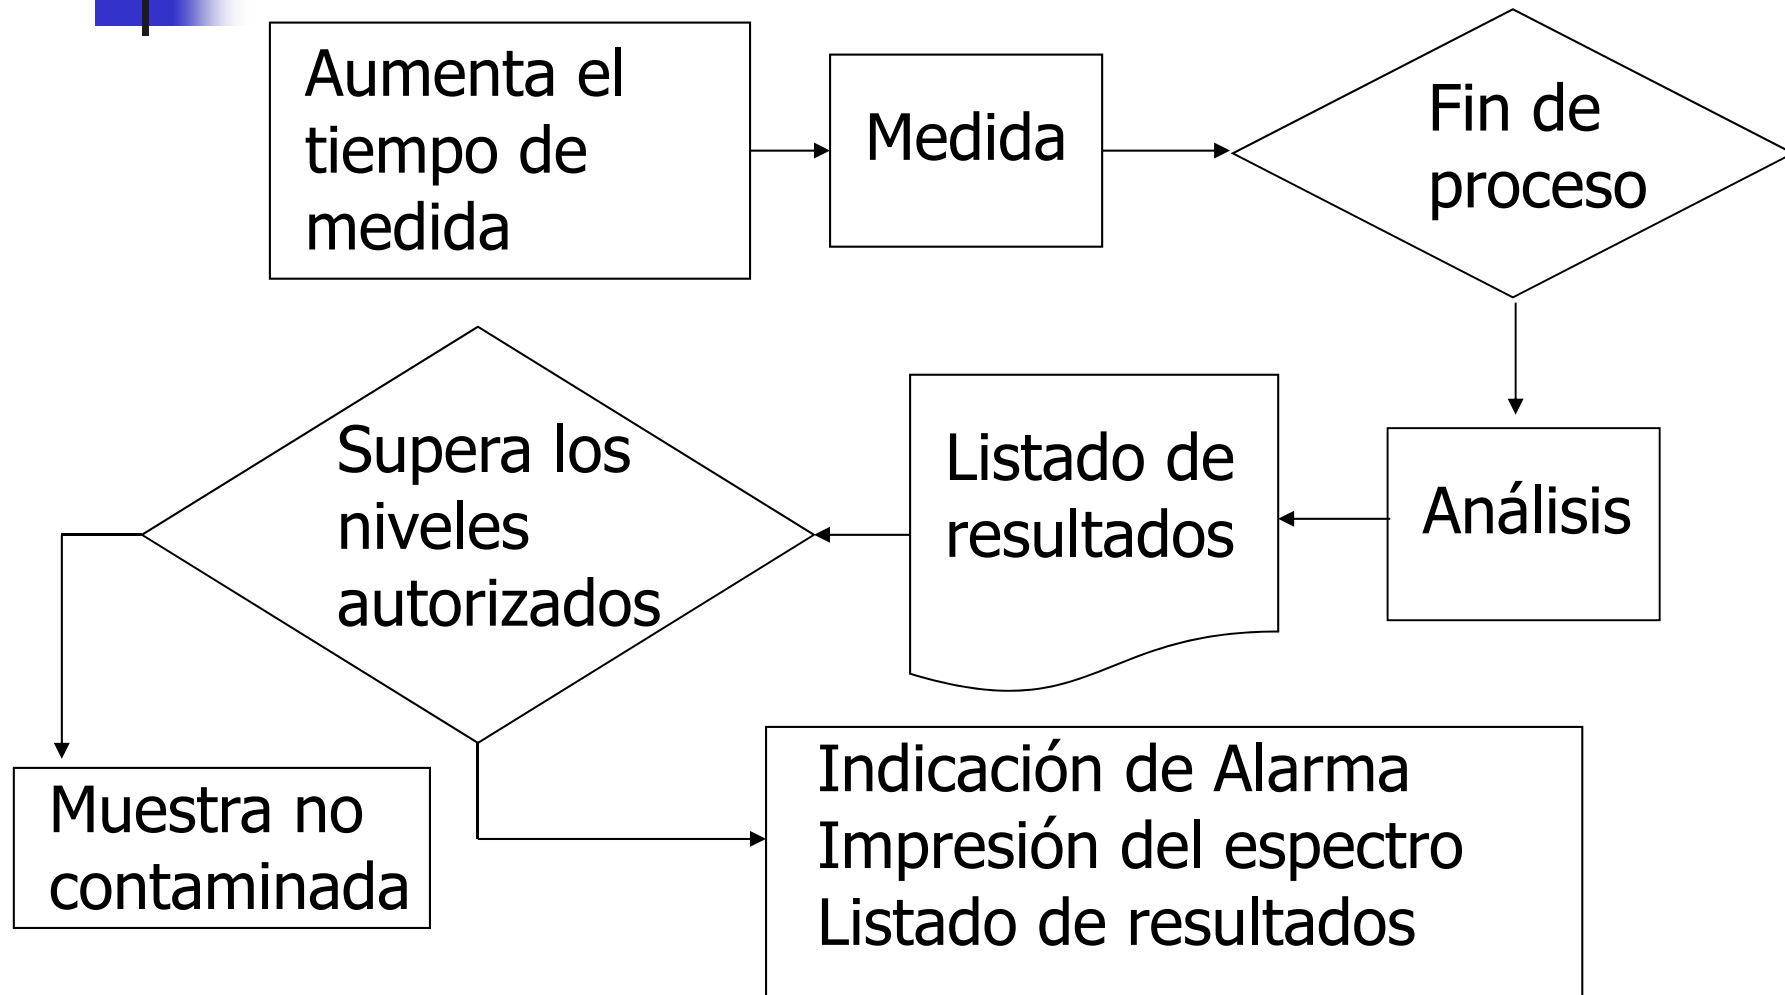 Aumenta el
tiempo de
medida
Medida
Fin de
proceso
Análisis
Listado de
resultados
Supera los
niveles
autorizados
Muestra no
contaminada
Indicación de Alarma
Impresión del espectro
Listado de resultados